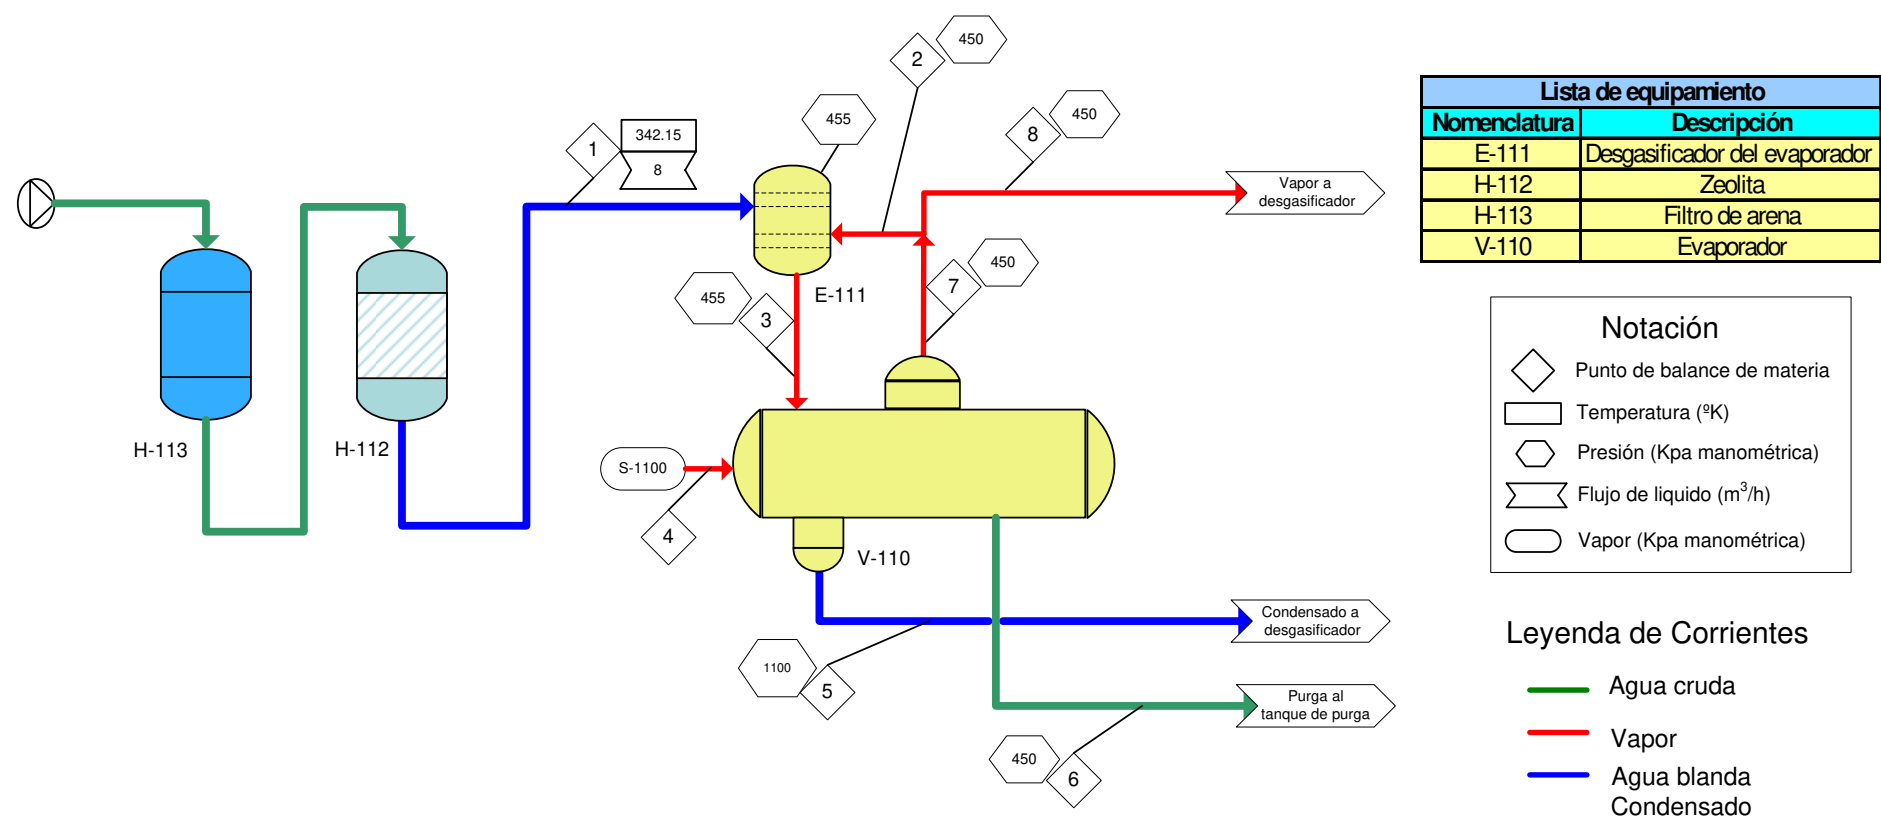 2
450
8
450
455
1
342.15
8
Vapor a
desgasificador
7
450
E-111
455
3
H-113
H-112
S-1100
4
V-110
Condensado a
desgasificador
1100
5
Purga al
tanque de purga
450
6
Lista de equipamiento
Nomenclatura Descripción
E-111 Desgasificador del evaporador
H-112 Zeolita
H-113 Filtro de arena
V-110 Evaporador
Notación
Punto de balance de materia
Temperatura (ºK)
Presión (Kpa manométrica)
Flujo de liquido (m³/h)
Vapor (Kpa manométrica)
Leyenda de Corrientes
Agua cruda
Vapor
Agua blanda
Condensado